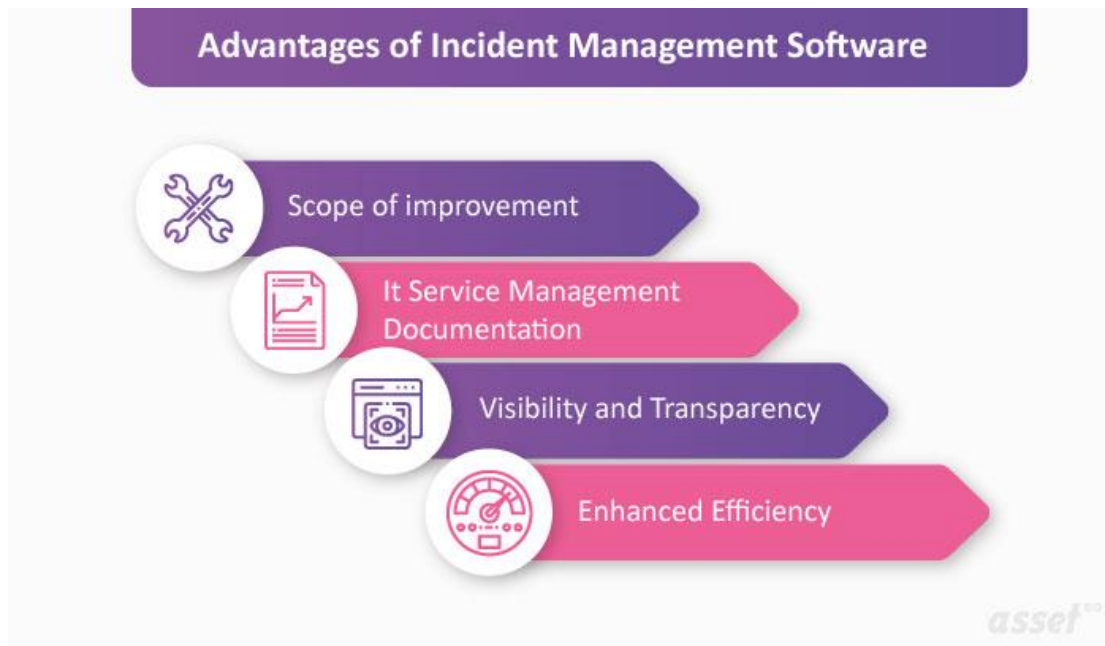 Advantages of Incident Management Software
Scope of improvement
It Service Management
Documentation
Visibility and Transparency
Enhanced Efficiency
asset